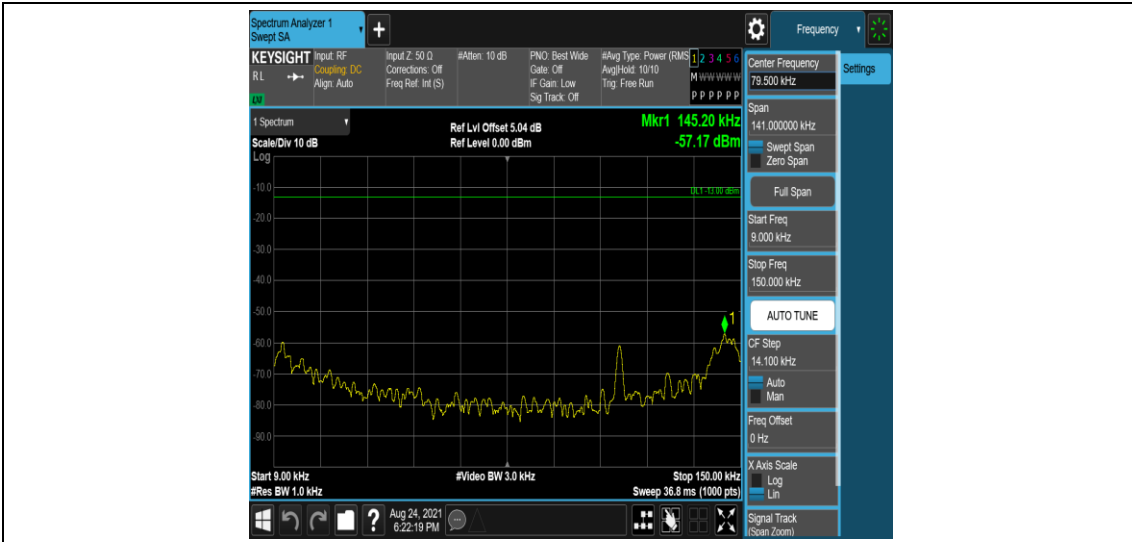 Spectrum Analyzer 1
Swept SA
+
Frequency
KEYSIGHT
RL
LXI
Input: RF
Coupling: DC
Align: Auto
Input Z: 50 Ω
Corrections: Off
Freq Ref: Int (S)
#Atten: 10 dB
PNO: Best Wide
Gate: Off
IF Gain: Low
Sig Track: Off
#Avg Type: Power (RMS
Avg|Hold: 10/10
Trig: Free Run
1 2 3 4 5 6
M W W W W W
P P P P P P
1 Spectrum
Scale/Div 10 dB
Log
Ref Lvl Offset 5.04 dB
Ref Level 0.00 dBm
Mkr1 145.20 kHz
-57.17 dBm
DL1 -13.00 dBm
-10.0
-20.0
-30.0
-40.0
-50.0
-60.0
-70.0
-80.0
-90.0
1
Start 9.00 kHz
#Res BW 1.0 kHz
#Video BW 3.0 kHz
Stop 150.00 kHz
Sweep 36.8 ms (1000 pts)
Center Frequency
79.500 kHz
Span
141.000000 kHz
Swept Span
Zero Span
Full Span
Start Freq
9.000 kHz
Stop Freq
150.000 kHz
AUTO TUNE
CF Step
14.100 kHz
Auto
Man
Freq Offset
0 Hz
X Axis Scale
Log
Lin
Signal Track
(Span Zoom)
Settings
?
Aug 24, 2021
6:22:19 PM